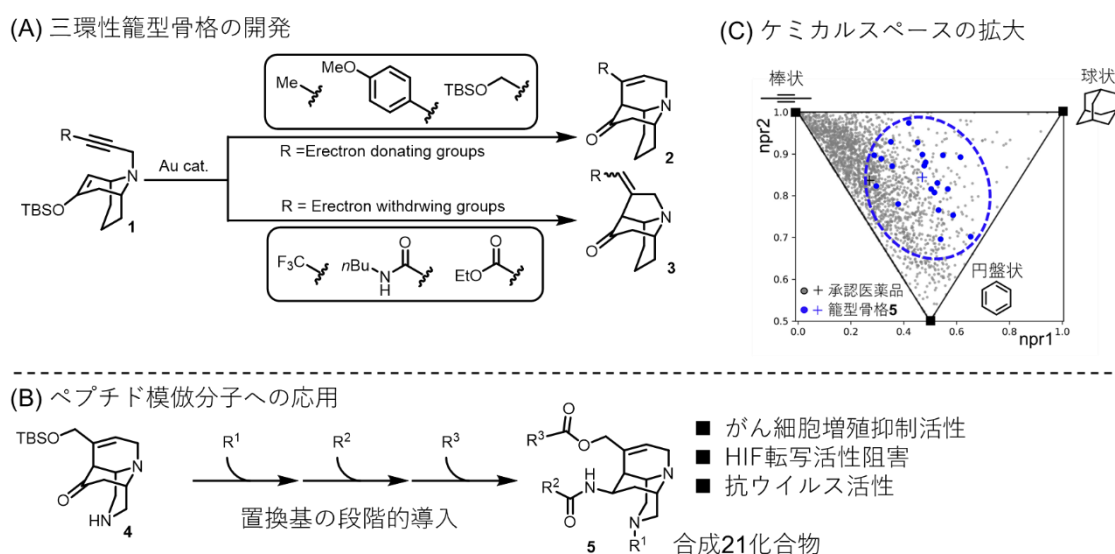 (A) 三環性籠型骨格の開発
R
N
TBSO
1
Au cat.
Me
MeO
TBSO
R =Erectron donating groups
R = Erectron withdrwing groups
F₃C
nBu
N
H
O
EtO
O
R
N
O
2
R
N
O
3
(C) ケミカルスペースの拡大
棒状
球状
npr2
1.0
0.9
0.8
0.7
0.6
0.5
円盤状
● + 承認医薬品
● + 籠型骨格5
0.0 0.2 0.4 0.6 0.8 1.0
npr1
(B) ペプチド模倣分子への応用
TBSO
N
O
HN
4
R¹ R² R³
置換基の段階的導入
O
R³
O
N
H
N
R²
O
N
R¹
5
合成21化合物
■ がん細胞増殖抑制活性
■ HIF転写活性阻害
■ 抗ウイルス活性